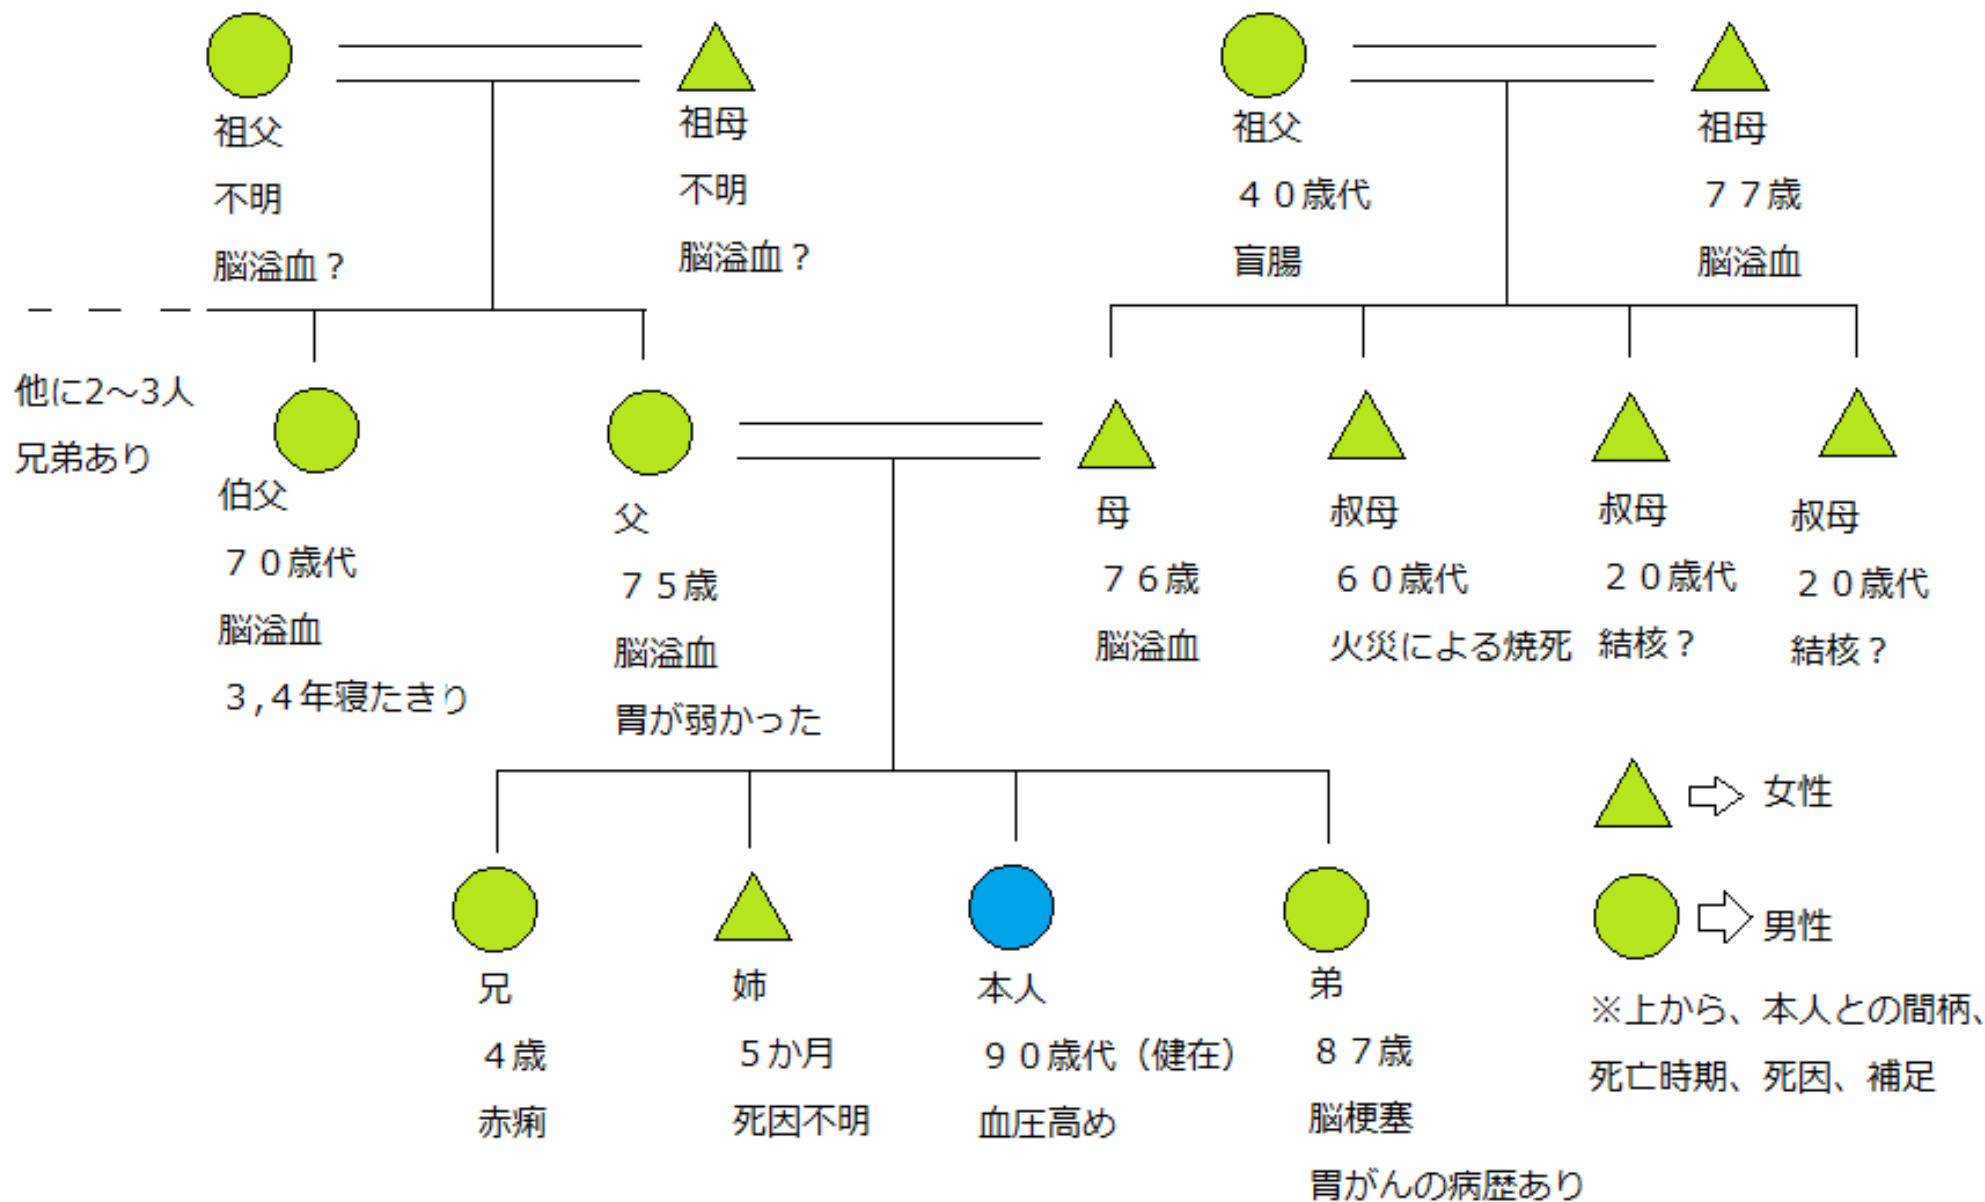 祖父
不明
脳溢血？
祖母
不明
脳溢血？
祖父
４０歳代
盲腸
祖母
７７歳
脳溢血
他に2～3人
兄弟あり
伯父
７０歳代
脳溢血
３,４年寝たきり
父
７５歳
脳溢血
胃が弱かった
母
７６歳
脳溢血
叔母
６０歳代
火災による焼死
叔母
２０歳代
結核？
叔母
２０歳代
結核？
兄
４歳
赤痢
姉
５か月
死因不明
本人
９０歳代（健在）
血圧高め
弟
８７歳
脳梗塞
胃がんの病歴あり
女性
男性
※上から、本人との間柄、
死亡時期、死因、補足